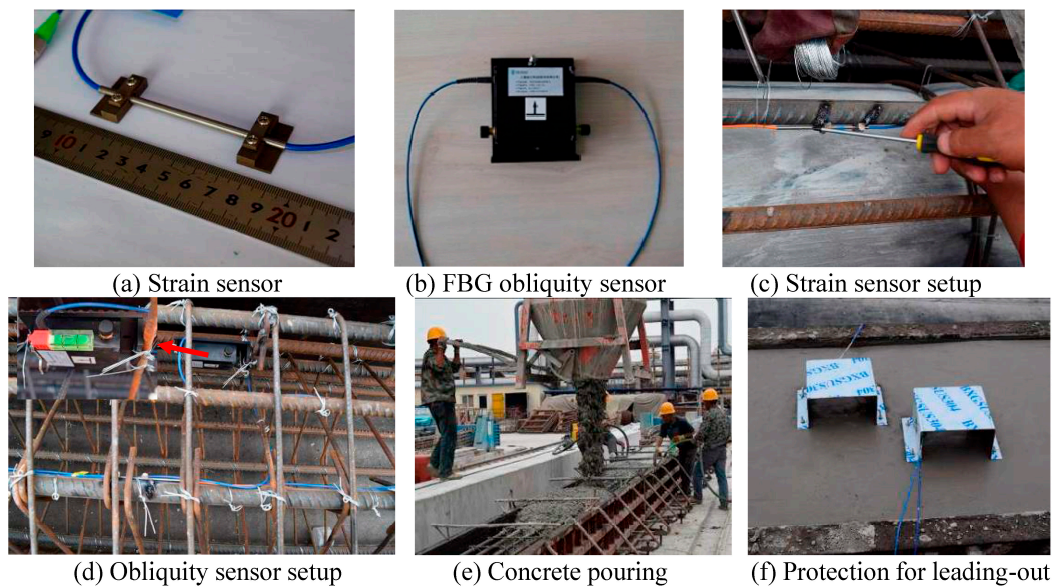 9 10 1 2 3 4 5 6 7 8 9 20 1 2
(a) Strain sensor
(b) FBG obliquity sensor
(c) Strain sensor setup
(d) Obliquity sensor setup
(e) Concrete pouring
(f) Protection for leading-out